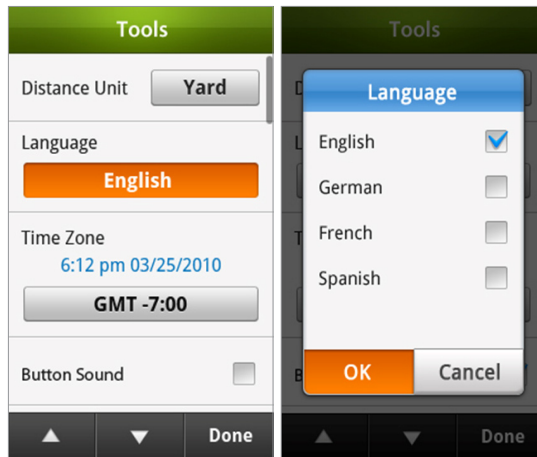 Tools
Distance Unit Yard
Language
English
Time Zone
6:12 pm 03/25/2010
GMT -7:00
Button Sound
Done
Tools
Language
English
German
French
Spanish
OK Cancel
Done